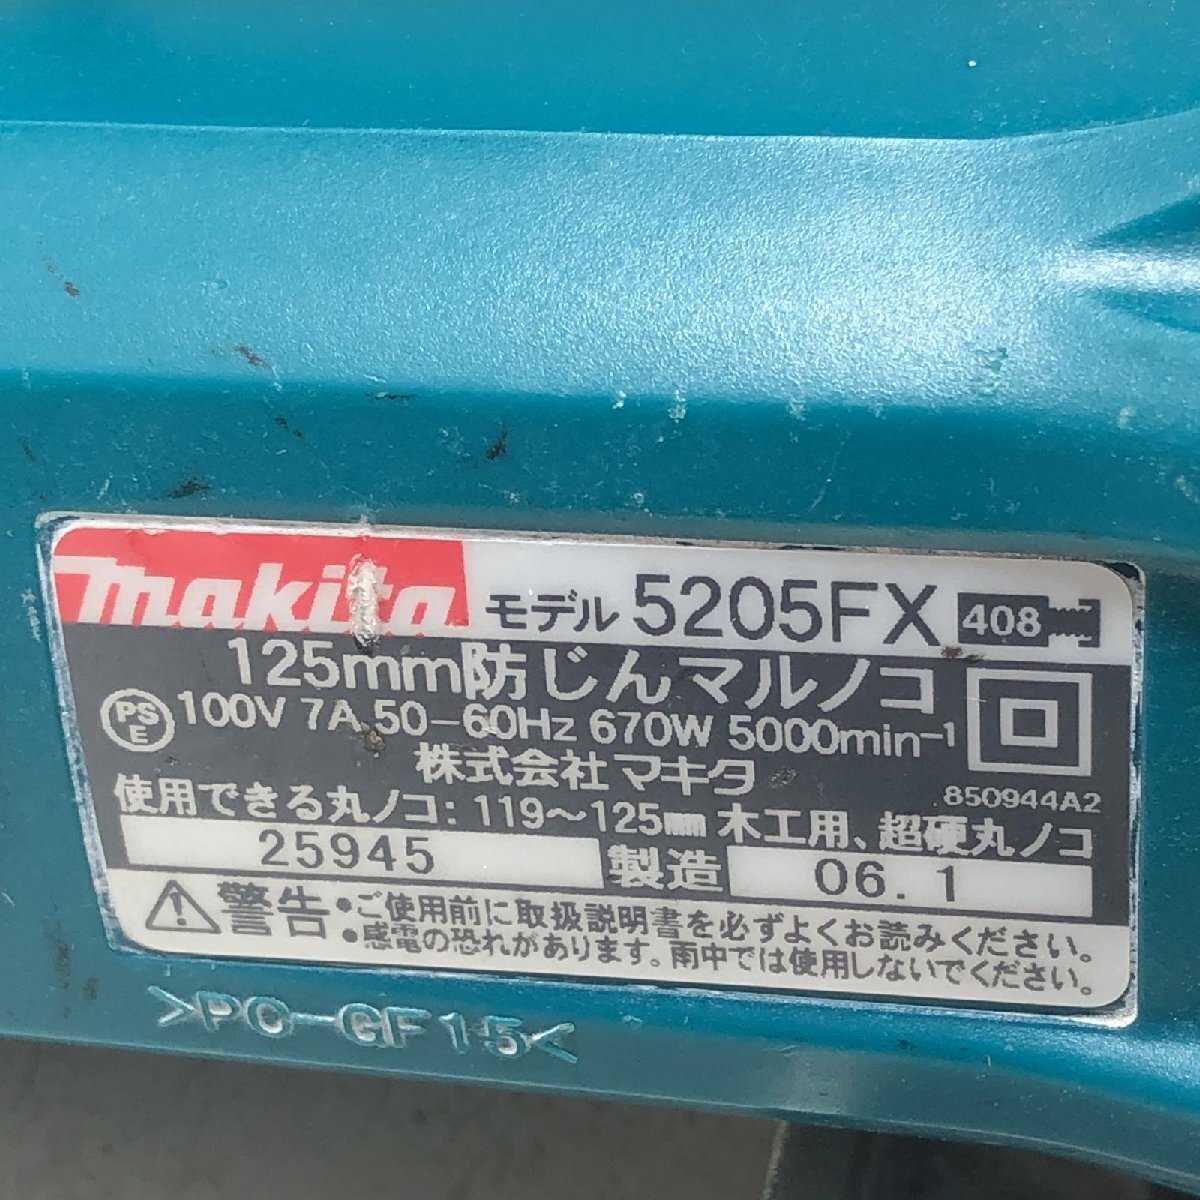 makita モデル 5205FX 408
125mm防じんマルノコ
PSE 100V 7A 50-60Hz 670W 5000min-1
株式会社マキタ
850944A2
使用できる丸ノコ:119〜125mm 木工用、超硬丸ノコ
25945 製造 06.1
警告 •ご使用前に取扱説明書を必ずよくお読みください。
•感電の恐れがあります。雨中では使用しないでください。
>PC-GF15<